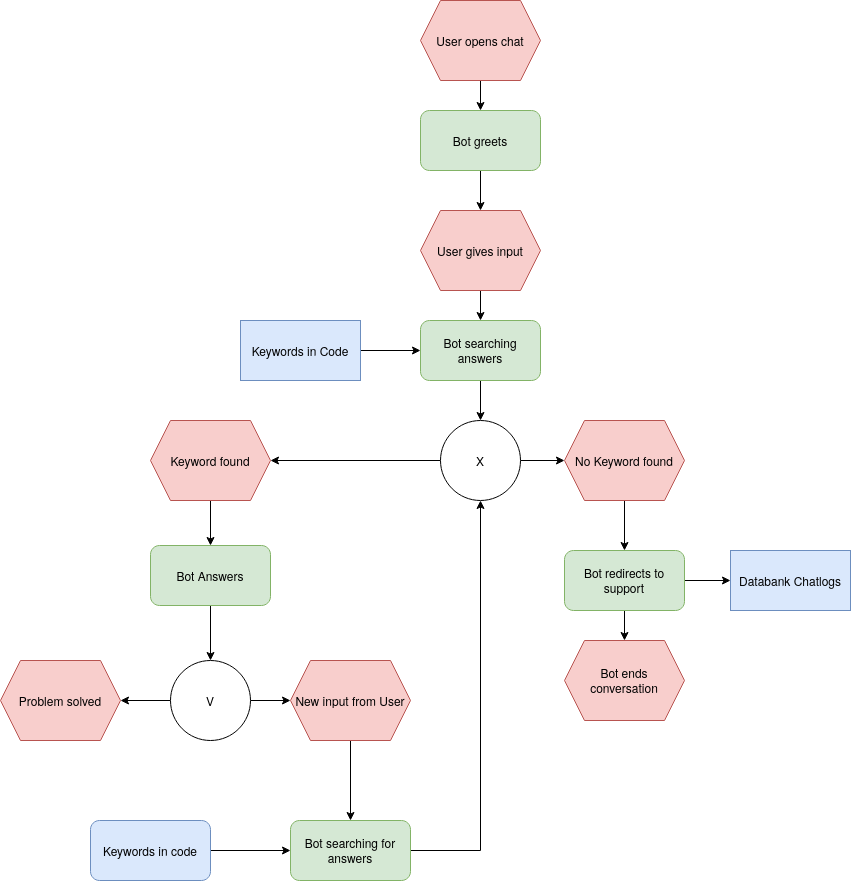 User opens chat
Bot greets
User gives input
Keywords in Code
Bot searching
answers
Keyword found
X
No Keyword found
Bot Answers
Bot redirects to
support
Databank Chatlogs
Problem solved
V
New input from User
Bot ends
conversation
Keywords in code
Bot searching for
answers